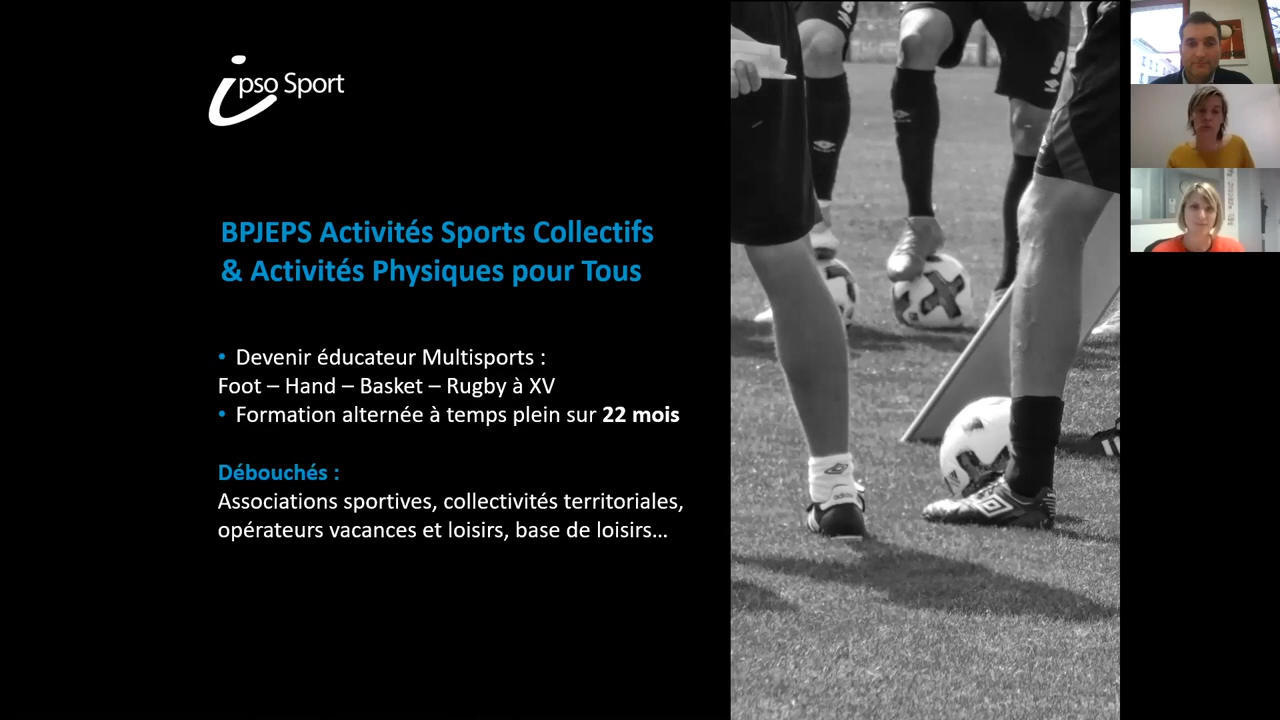 ipso Sport
BPJEPS Activités Sports Collectifs
& Activités Physiques pour Tous
• Devenir éducateur Multisports :
Foot – Hand – Basket – Rugby à XV
• Formation alternée à temps plein sur 22 mois
Débouchés :
Associations sportives, collectivités territoriales,
opérateurs vacances et loisirs, base de loisirs…